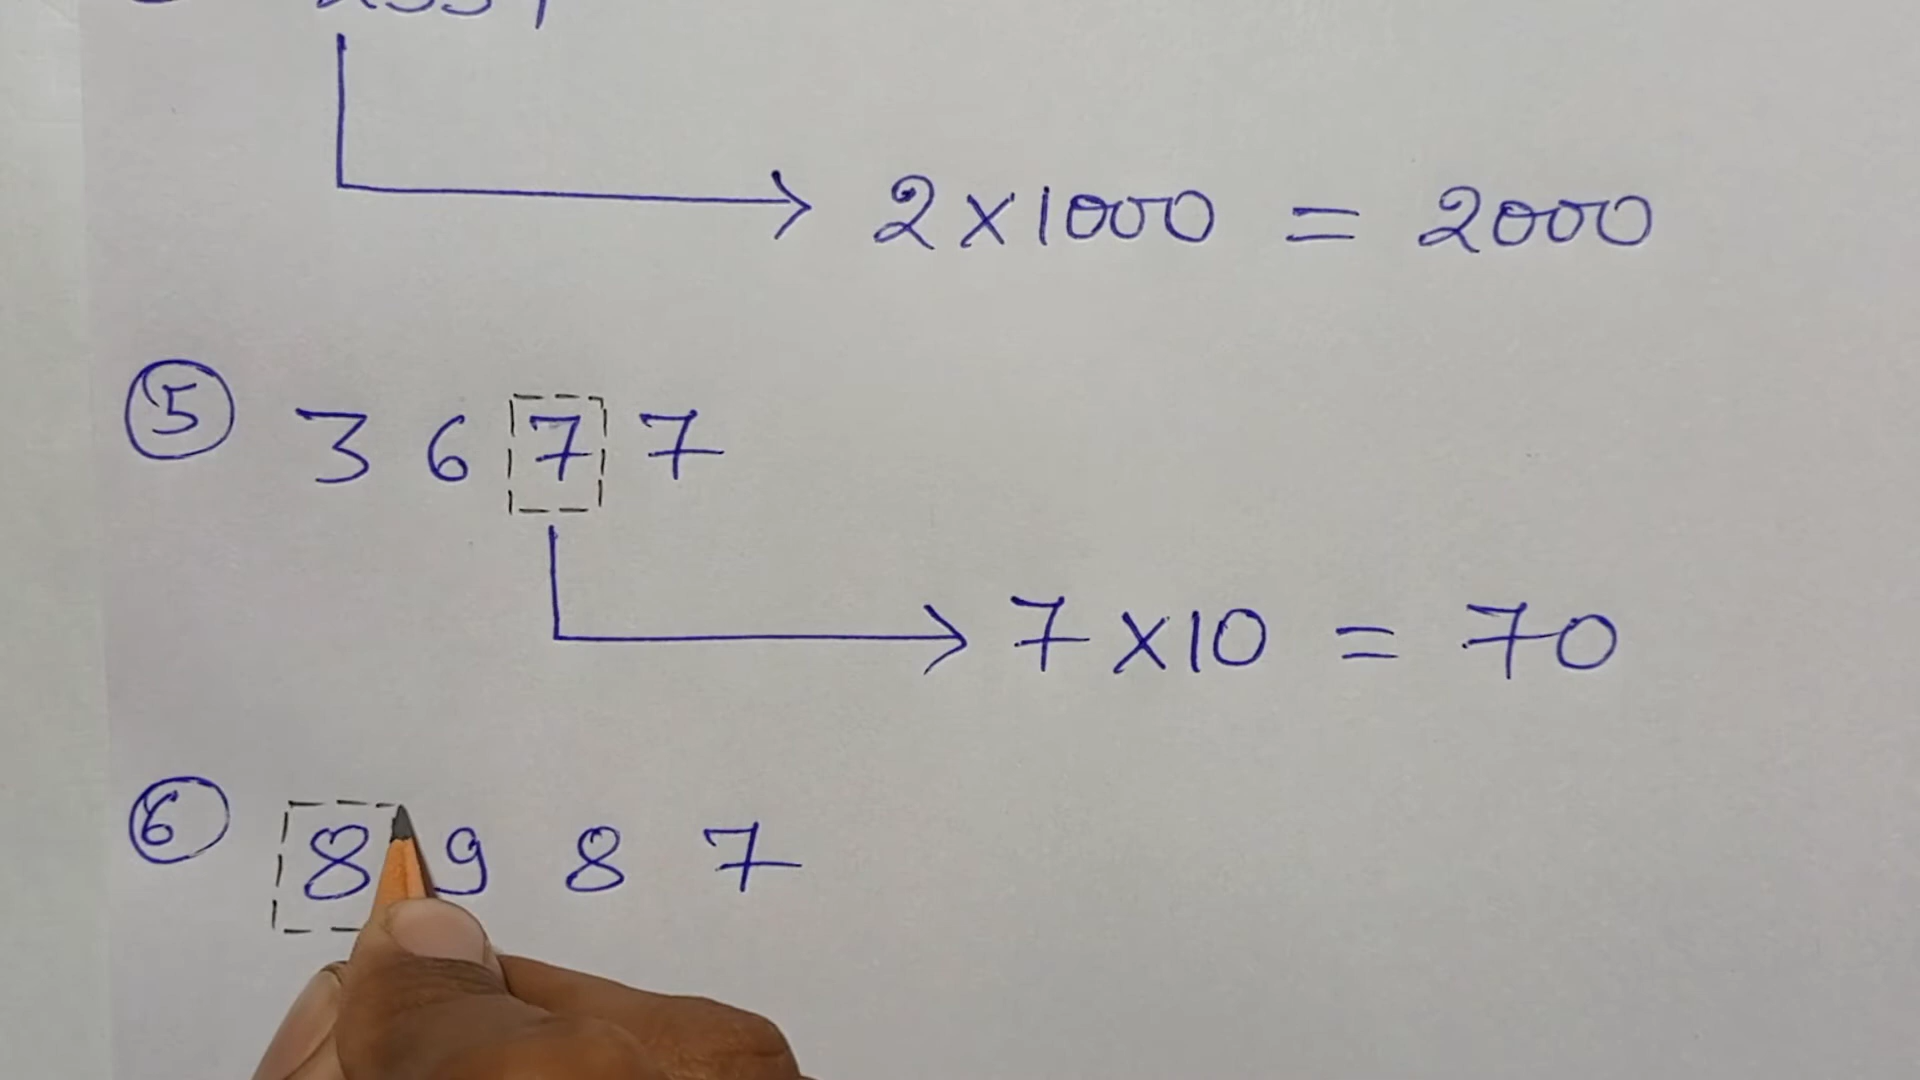 2 × 1000 = 2000
5 3 6 7 7
7 × 10 = 70
6 8 9 8 7